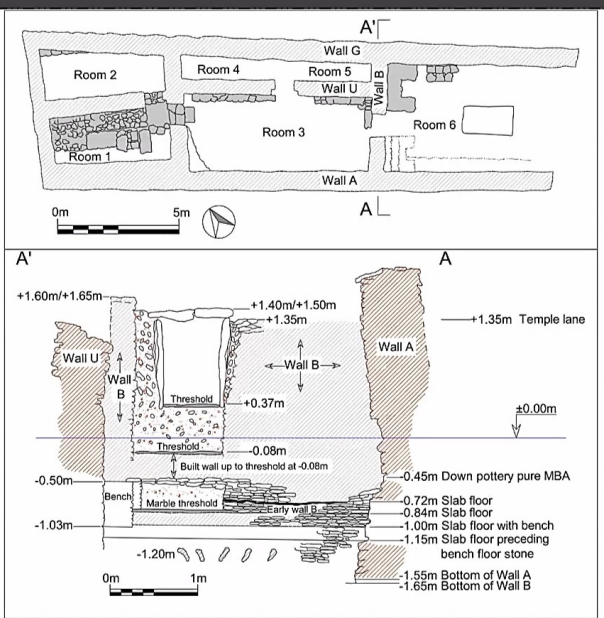 A'
Wall G
Room 2
Room 4
Room 5
Wall U
Wall B
Room 3
Room 6
Room 1
Wall A
0m
5m
A
A'
A
+1.60m/+1.65m
+1.40m/+1.50m
+1.35m
+1.35m Temple lane
Wall U
Wall
B
Wall B
Wall A
Threshold
+0.37m
±0.00m
Threshold
-0.08m
Built wall up to threshold at -0.08m
-0.50m
-0.45m Down pottery pure MBA
Bench
Marble threshold
Early wall B
-0.72m Slab floor
-0.84m Slab floor
-1.03m
-1.00m Slab floor with bench
-1.15m Slab floor preceding
bench floor stone
-1.20m
-1.55m Bottom of Wall A
-1.65m Bottom of Wall B
0m
1m